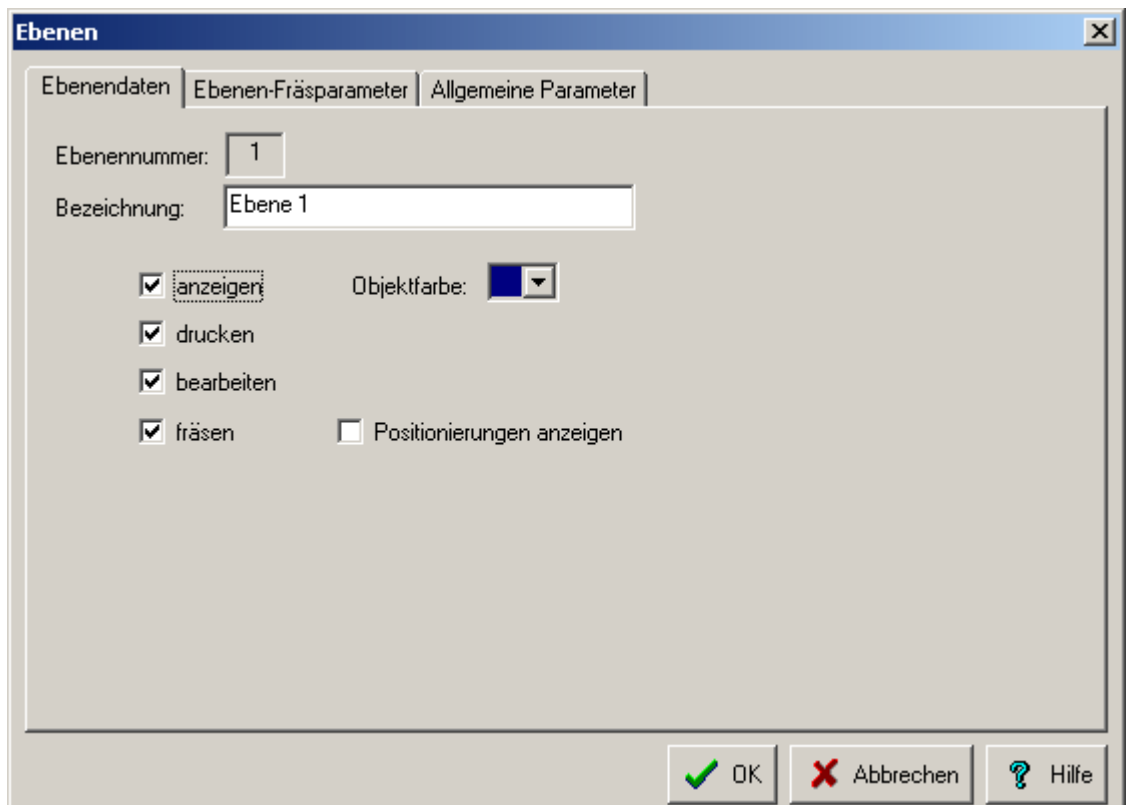 Ebenen
Ebenendaten Ebenen-Fräsparameter Allgemeine Parameter
Ebenennummer: 1
Bezeichnung: Ebene 1
anzeigen Objektfarbe:
drucken
bearbeiten
fräsen Positionierungen anzeigen
OK Abbrechen Hilfe